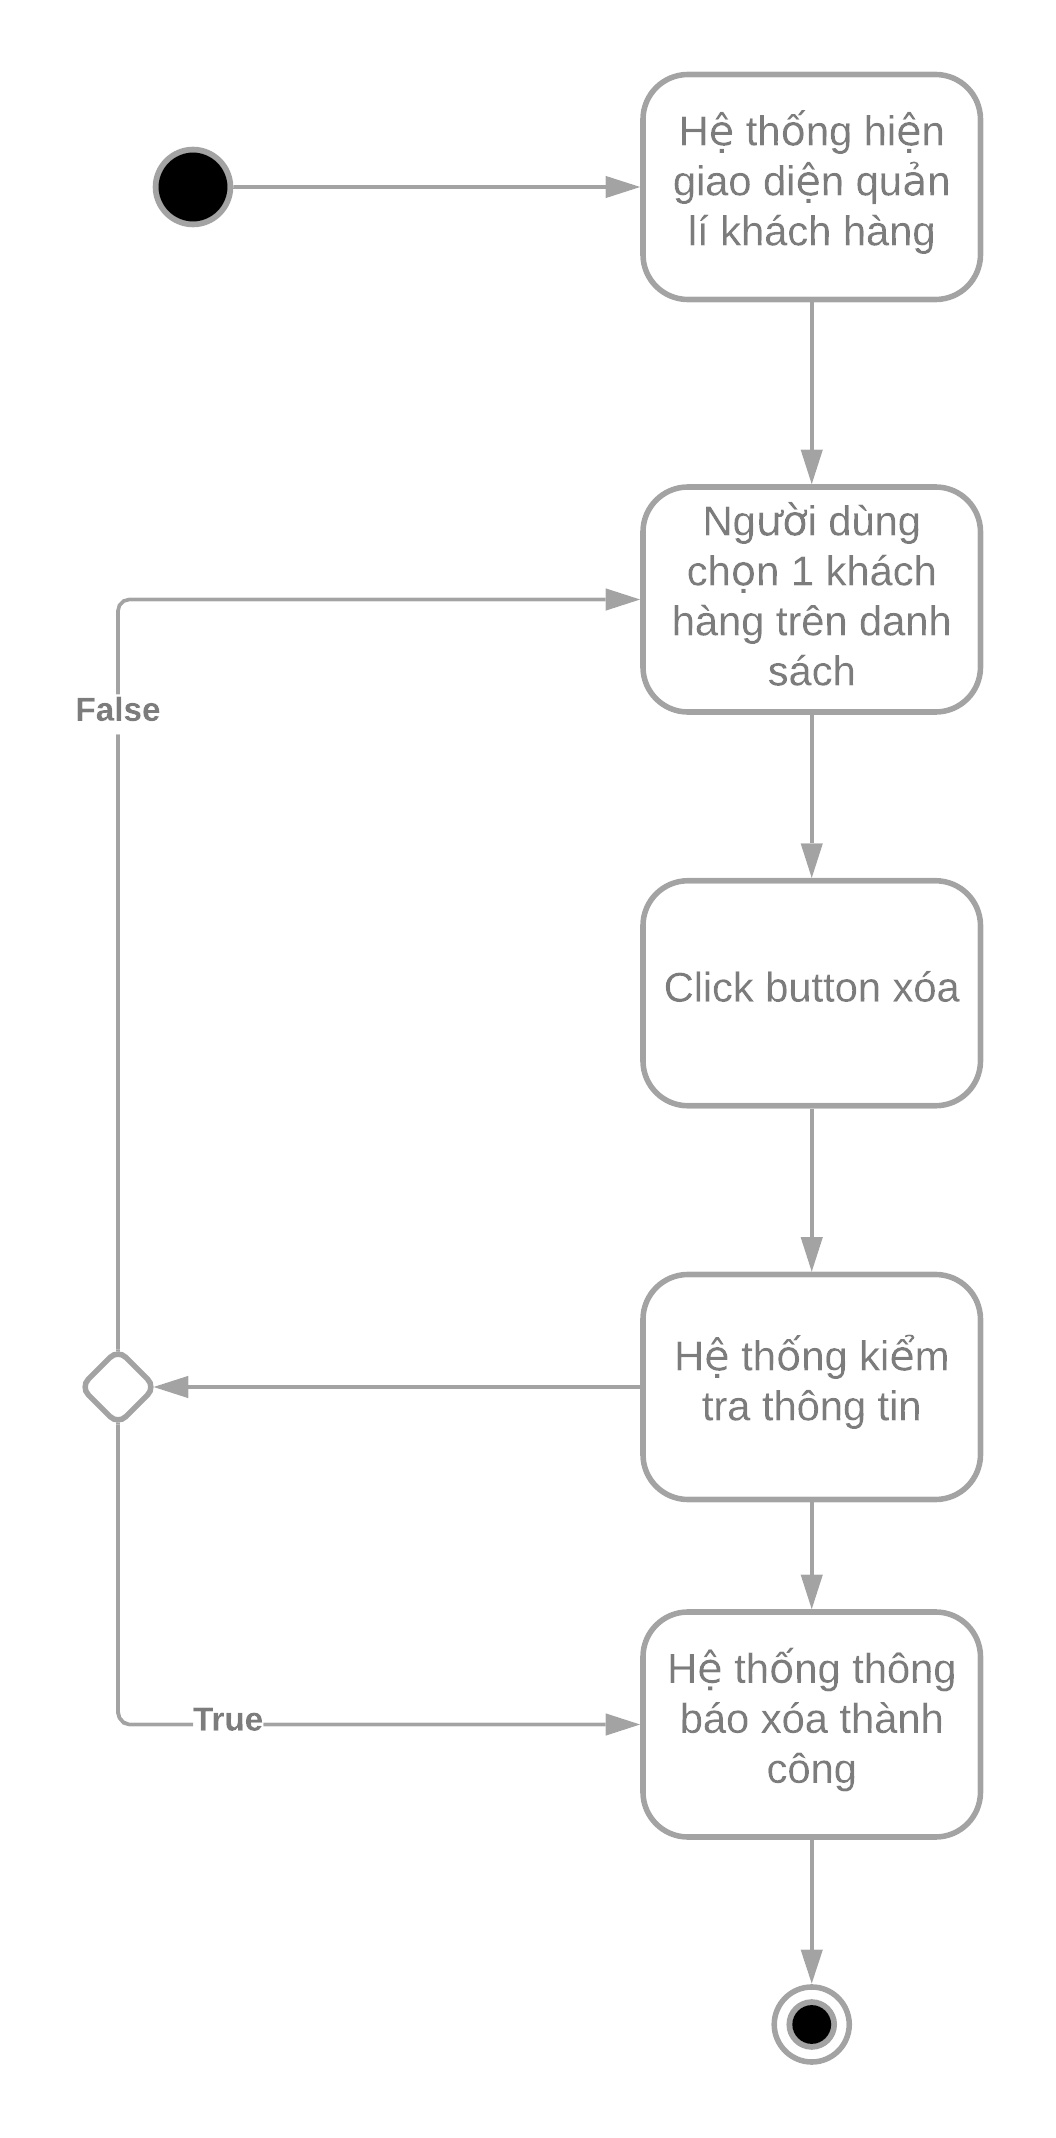 Hệ thống hiện
giao diện quản
lí khách hàng
Người dùng
chọn 1 khách
hàng trên danh
sách
False
Click button xóa
Hệ thống kiểm
tra thông tin
Hệ thống thông
báo xóa thành
công
True